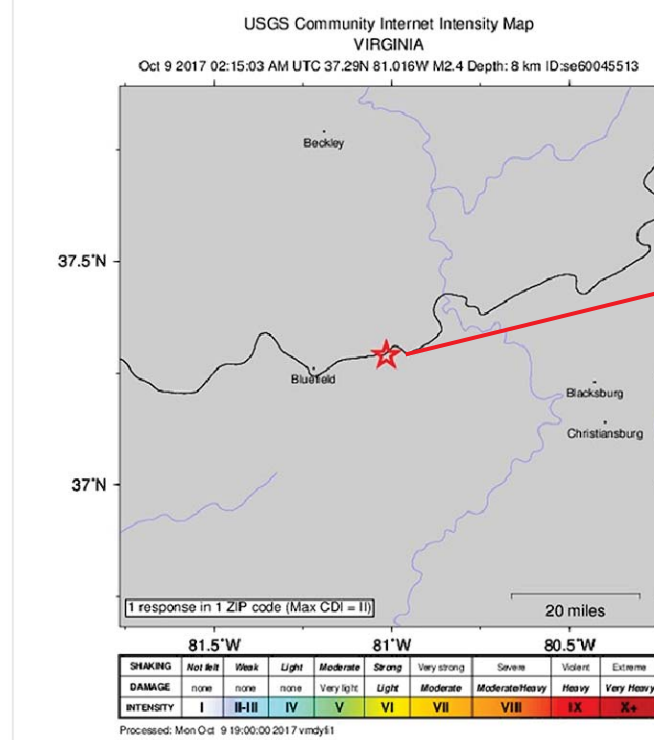 USGS Community Internet Intensity Map
VIRGINIA
Oct 9 2017 02:15:03 AM UTC 37.29N 81.016W M2.4 Depth: 8 km ID:se60045513
Beckley
37.5°N
Bluefield
Blacksburg
Christiansburg
37°N
1 response in 1 ZIP code (Max CDI = II)
20 miles
81.5°W 81°W 80.5°W
SHAKING Not felt Weak Light Moderate Strong Very strong Severe Violent Extreme
DAMAGE none none none Very light Light Moderate Moderate/Heavy Heavy Very Heavy
INTENSITY I II-III IV V VI VII VIII IX X+
Processed: Mon Oct 9 19:00:00 2017 vmdyfi1